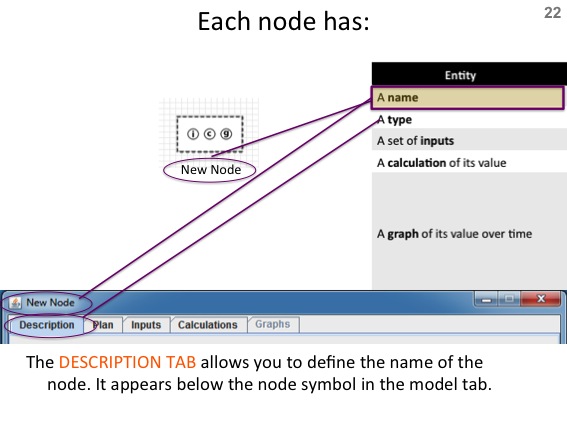 Each node has:
22
Entity
A name
A type
A set of inputs
A calculation of its value
A graph of its value over time
i c g
New Node
New Node
Description Plan Inputs Calculations Graphs
The DESCRIPTION TAB allows you to define the name of the
node. It appears below the node symbol in the model tab.